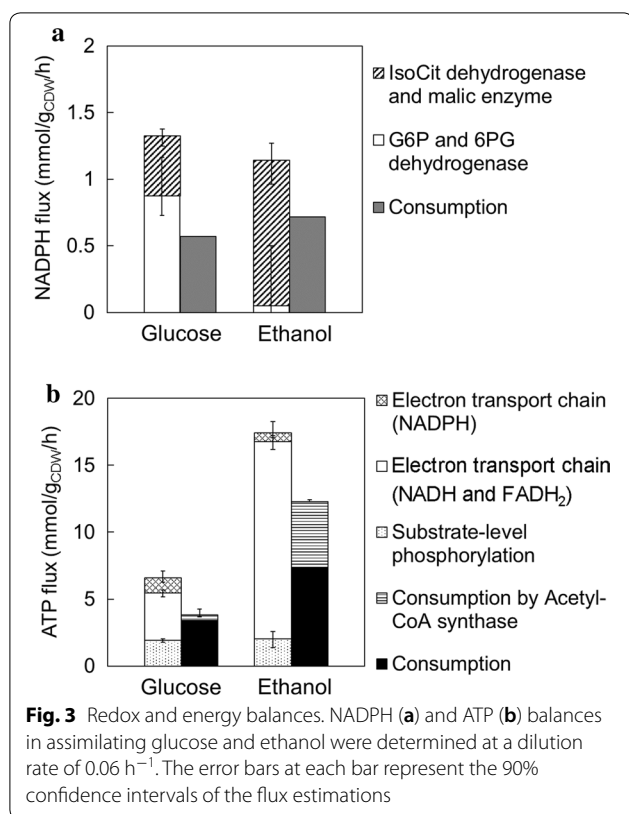 a
2
1.5
1
0.5
0
NADPH flux (mmol/gCDW/h)
Glucose
Ethanol
IsoCit dehydrogenase
and malic enzyme
G6P and 6PG
dehydrogenase
Consumption
b
20
15
10
5
0
ATP flux (mmol/gCDW/h)
Glucose
Ethanol
Electron transport chain
(NADPH)
Electron transport chain
(NADH and FADH₂)
Substrate-level
phosphorylation
Consumption by Acetyl-
CoA synthase
Consumption
Fig. 3 Redox and energy balances. NADPH (a) and ATP (b) balances
in assimilating glucose and ethanol were determined at a dilution
rate of 0.06 h⁻¹. The error bars at each bar represent the 90%
confidence intervals of the flux estimations